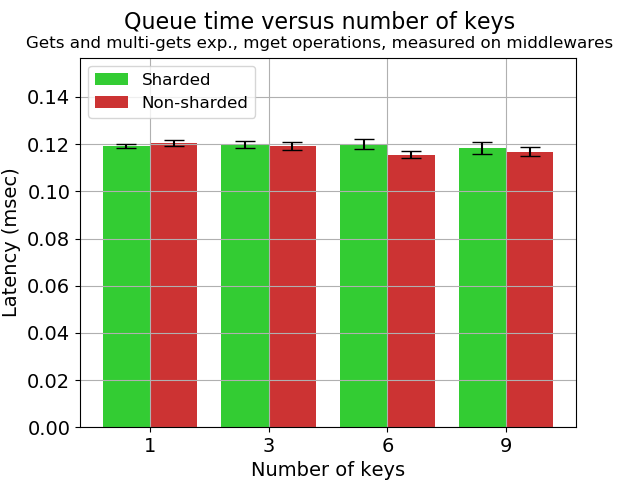 Queue time versus number of keys
Gets and multi-gets exp., mget operations, measured on middlewares
Sharded
Non-sharded
Latency (msec)
0.14
0.12
0.10
0.08
0.06
0.04
0.02
0.00
1 3 6 9
Number of keys